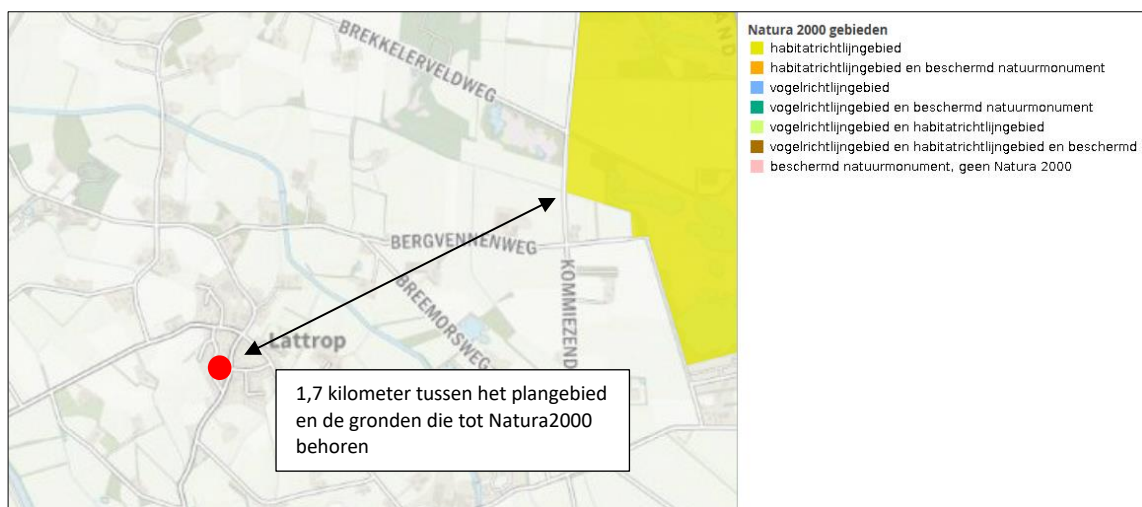 BREKKELERVELDWEG
AND
BERGVENNENWEG
KOMMIEZEND
BREEMORSWEG
Lattrop
1,7 kilometer tussen het plangebied
en de gronden die tot Natura2000
behoren
Natura 2000 gebieden
habitatrichtlijngebied
habitatrichtlijngebied en beschermd natuurmonument
vogelrichtlijngebied
vogelrichtlijngebied en beschermd natuurmonument
vogelrichtlijngebied en habitatrichtlijngebied
vogelrichtlijngebied en habitatrichtlijngebied en beschermd
beschermd natuurmonument, geen Natura 2000